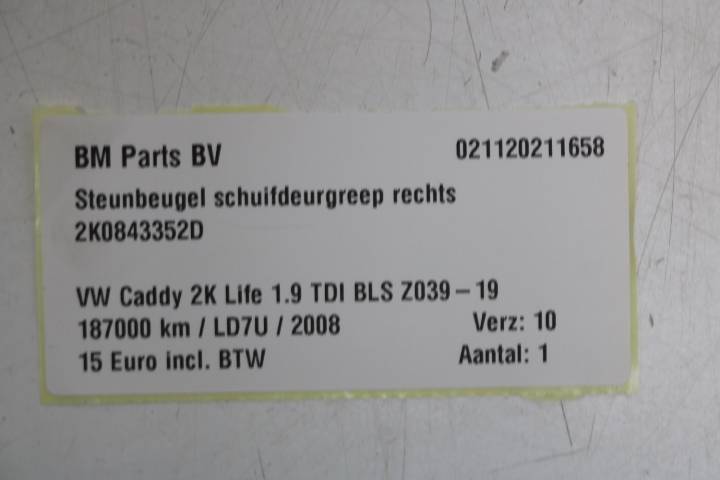 BM Parts BV 021120211658
Steunbeugel schuifdeurgreep rechts
2K0843352D
VW Caddy 2K Life 1.9 TDI BLS Z039-19
187000 km / LD7U / 2008 Verz: 10
15 Euro incl. BTW Aantal: 1